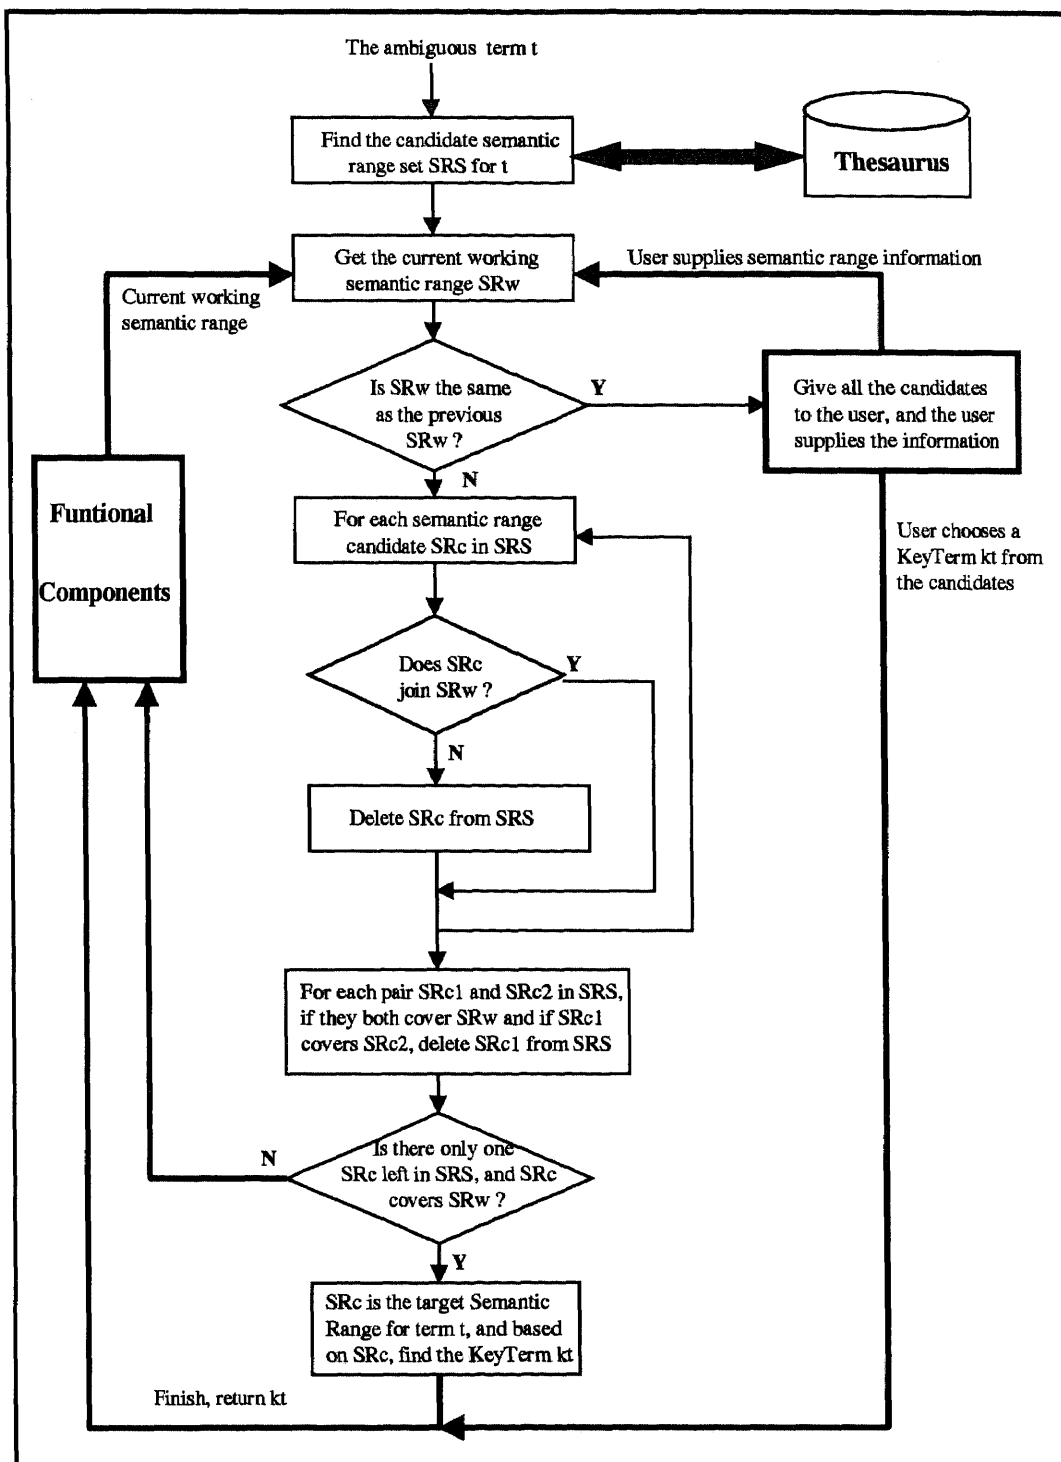 The ambiguous term t
Find the candidate semantic
range set SRS for t
Thesaurus
Get the current working
semantic range SRw
User supplies semantic range information
Current working
semantic range
Is SRw the same
as the previous
SRw ?
Y
Give all the candidates
to the user, and the user
supplies the information
N
Funtional
Components
For each semantic range
candidate SRc in SRS
User chooses a
KeyTerm kt from
the candidates
Does SRc
join SRw ?
Y
N
Delete SRc from SRS
For each pair SRc1 and SRc2 in SRS,
if they both cover SRw and if SRc1
covers SRc2, delete SRc1 from SRS
Is there only one
SRc left in SRS, and SRc
covers SRw ?
N
Y
SRc is the target Semantic
Range for term t, and based
on SRc, find the KeyTerm kt
Finish, return kt